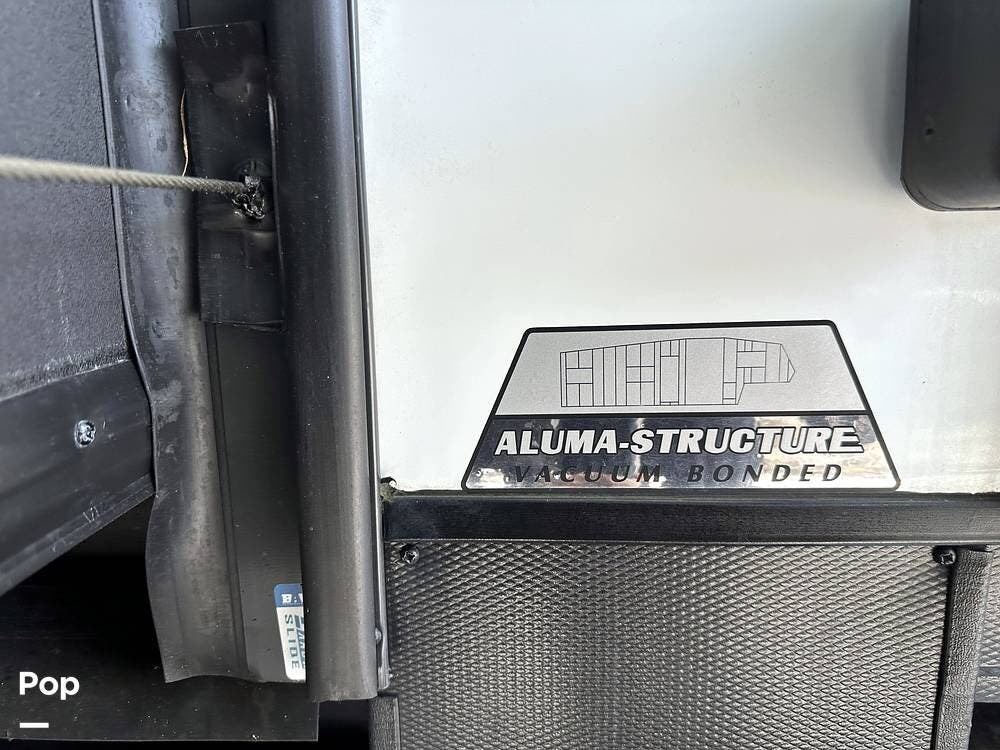 ALUMA-STRUCTURE
VACUUM BONDED
SLIDE
Pop